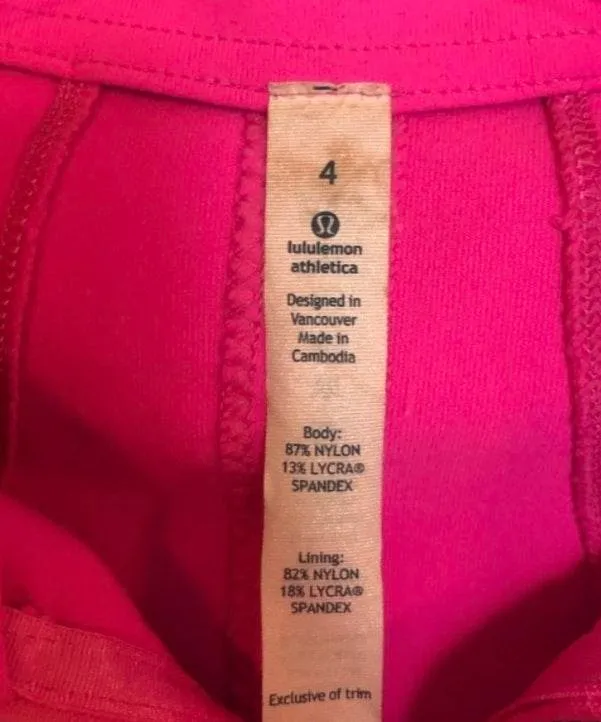 4
lululemon
athletica
Designed in
Vancouver
Made in
Cambodia
Body:
87% NYLON
13% LYCRA®
SPANDEX
Lining:
82% NYLON
18% LYCRA®
SPANDEX
Exclusive of trim